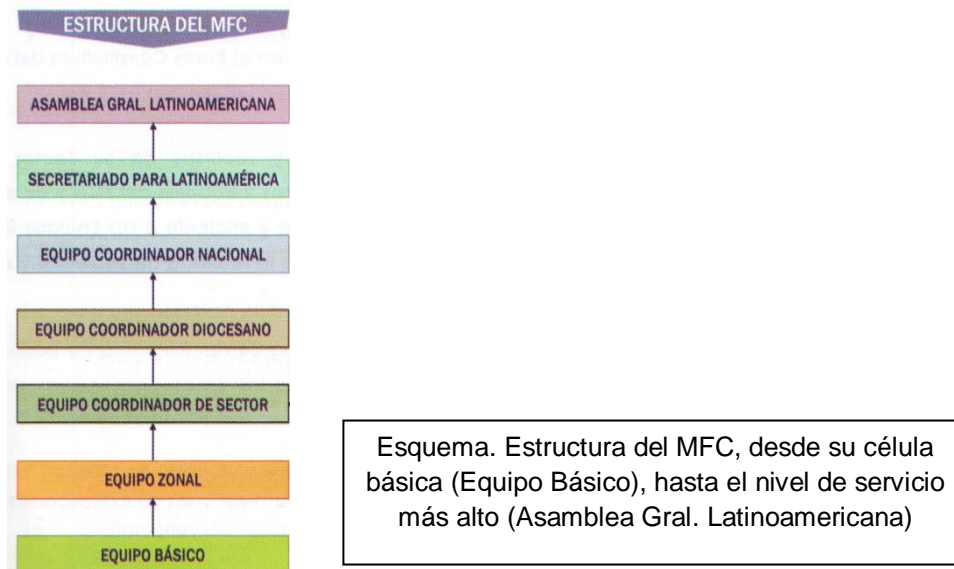 ESTRUCTURA DEL MFC
ASAMBLEA GRAL. LATINOAMERICANA
SECRETARIADO PARA LATINOAMÉRICA
EQUIPO COORDINADOR NACIONAL
EQUIPO COORDINADOR DIOCESANO
EQUIPO COORDINADOR DE SECTOR
EQUIPO ZONAL
EQUIPO BÁSICO
Esquema. Estructura del MFC, desde su célula
básica (Equipo Básico), hasta el nivel de servicio
más alto (Asamblea Gral. Latinoamericana)